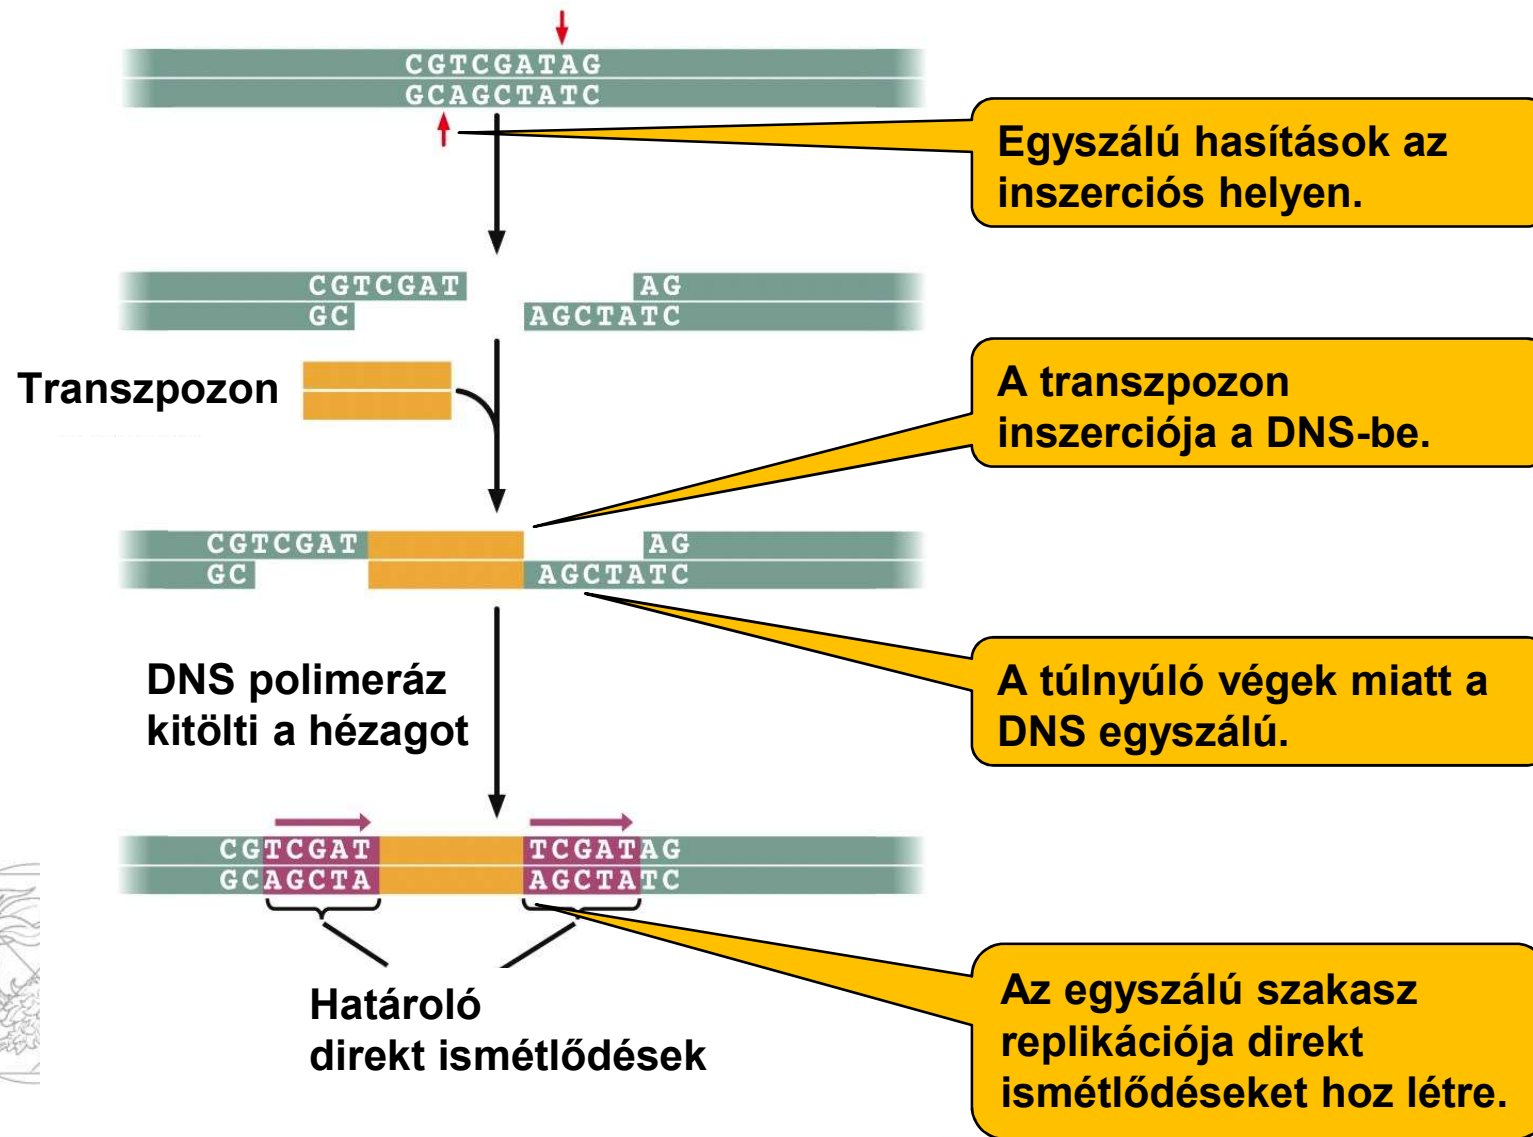 CGTCGATAG
GCAGCTATC
Egyszálú hasítások az
inszerciós helyen.
CGTCGAT AG
GC AGCTATC
Transzpozon
A transzpozon
inszerciója a DNS-be.
CGTCGAT AG
GC AGCTATC
DNS polimeráz
kitölti a hézagot
A túlnyúló végek miatt a
DNS egyszálú.
CGTCGAT TCGATAG
GCAGCTA AGCTATC
Határoló
direkt ismétlődések
Az egyszálú szakasz
replikációja direkt
ismétlődéseket hoz létre.